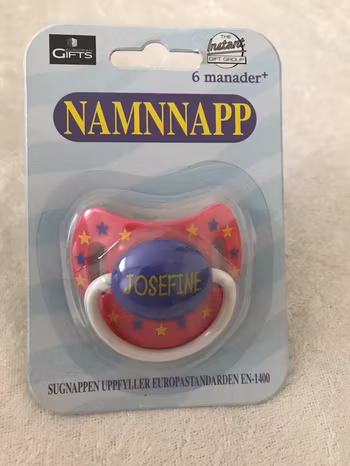 GIFTS
THE
Instant
GIFT GROUP
6 manader+
NAMNNAPP
JOSEFINE
SUGNAPPEN UPPFYLLER EUROPASTANDARDEN EN-1400